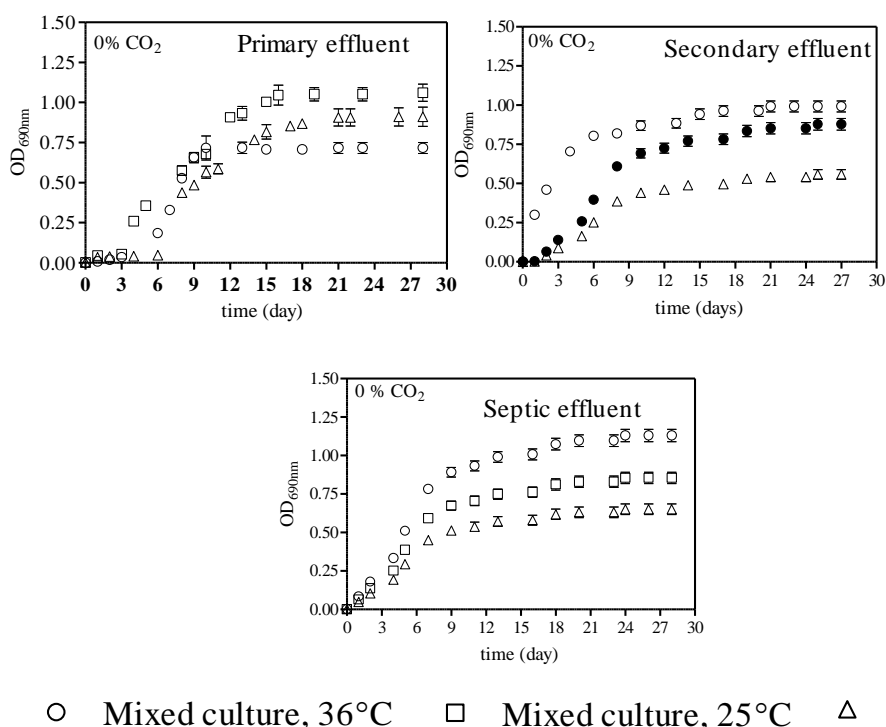 0% CO2
Primary effluent
OD690nm
1.50
1.25
1.00
0.75
0.50
0.25
0.00
0 3 6 9 10 12 15 18 21 24 27 30
time (day)
0% CO2
Secondary effluent
OD690nm
1.50
1.25
1.00
0.75
0.50
0.25
0.00
0 3 6 9 12 15 18 21 24 27 30
time (days)
0 % CO2
Septic effluent
OD690nm
1.50
1.25
1.00
0.75
0.50
0.25
0.00
0 3 6 9 12 15 18 21 24 27 30
time (day)
Mixed culture, 36°C Mixed culture, 25°C